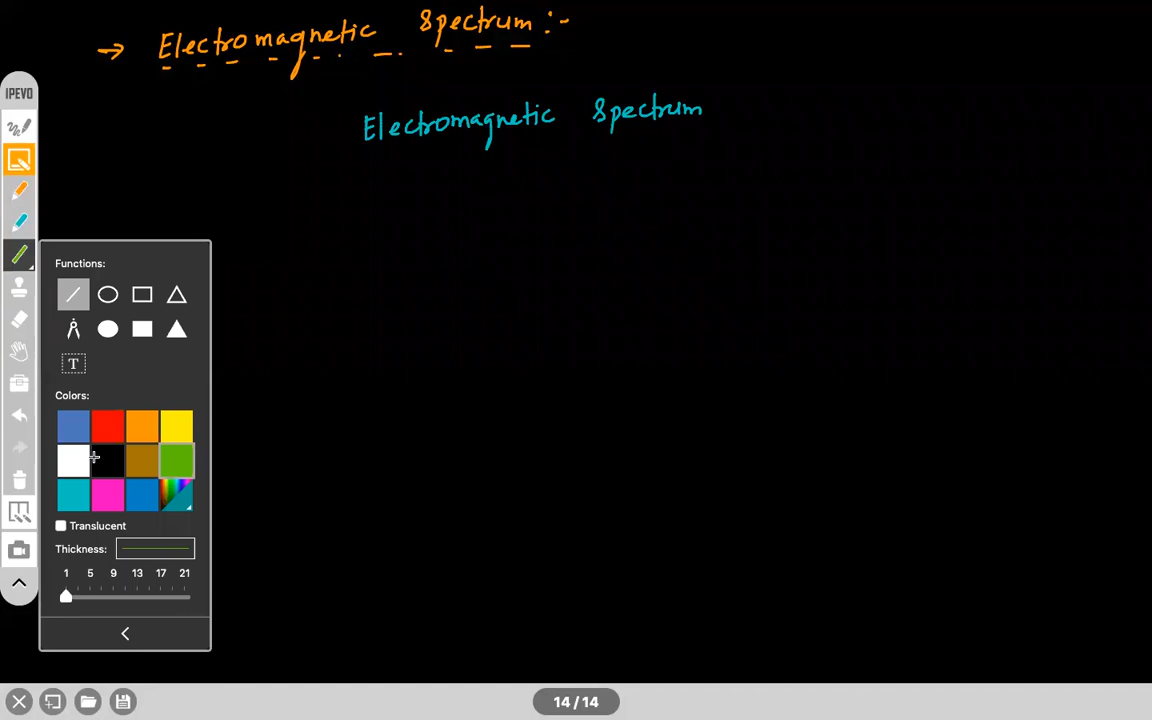 → Electromagnetic Spectrum :-
Electromagnetic Spectrum
IPEVO
Functions:
T
Colors:
Translucent
Thickness:
1 5 9 13 17 21
14 / 14